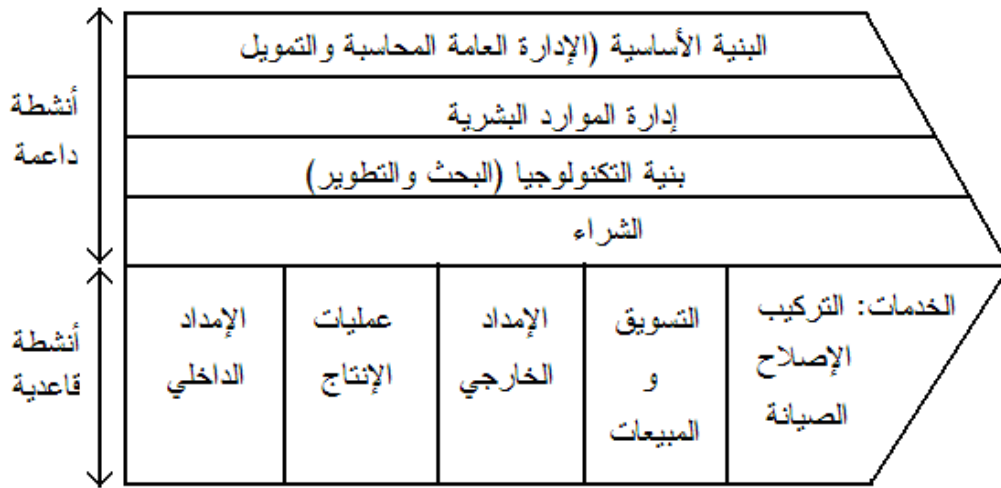 البنية الأساسية (الإدارة العامة المحاسبة والتمويل
إدارة الموارد البشرية
بنية التكنولوجيا (البحث والتطوير)
الشراء
أنشطة
داعمة
الخدمات: التركيب
الإصلاح
الصيانة
التسويق
و
المبيعات
الإمداد
الخارجي
عمليات
الإنتاج
الإمداد
الداخلي
أنشطة
قاعدية